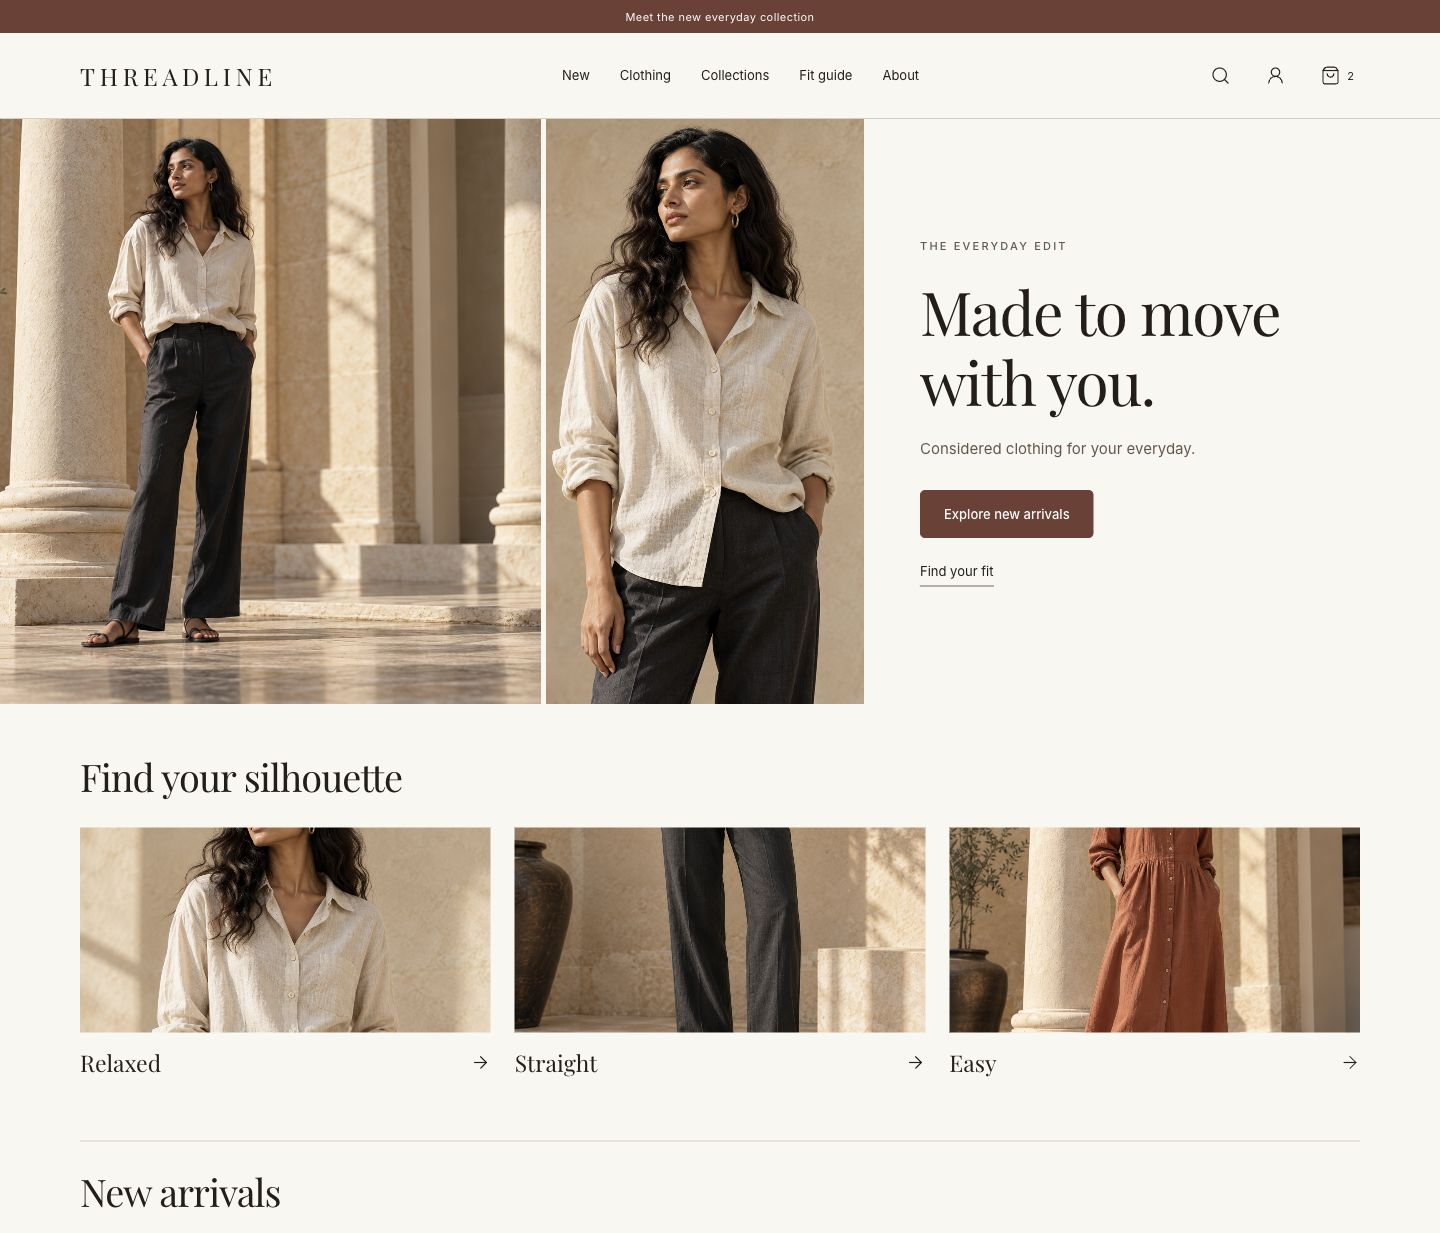 Meet the new everyday collection
THREADLINE
New Clothing Collections Fit guide About
2
THE EVERYDAY EDIT
Made to move
with you.
Considered clothing for your everyday.
Explore new arrivals
Find your fit
Find your silhouette
Relaxed
Straight
Easy
New arrivals